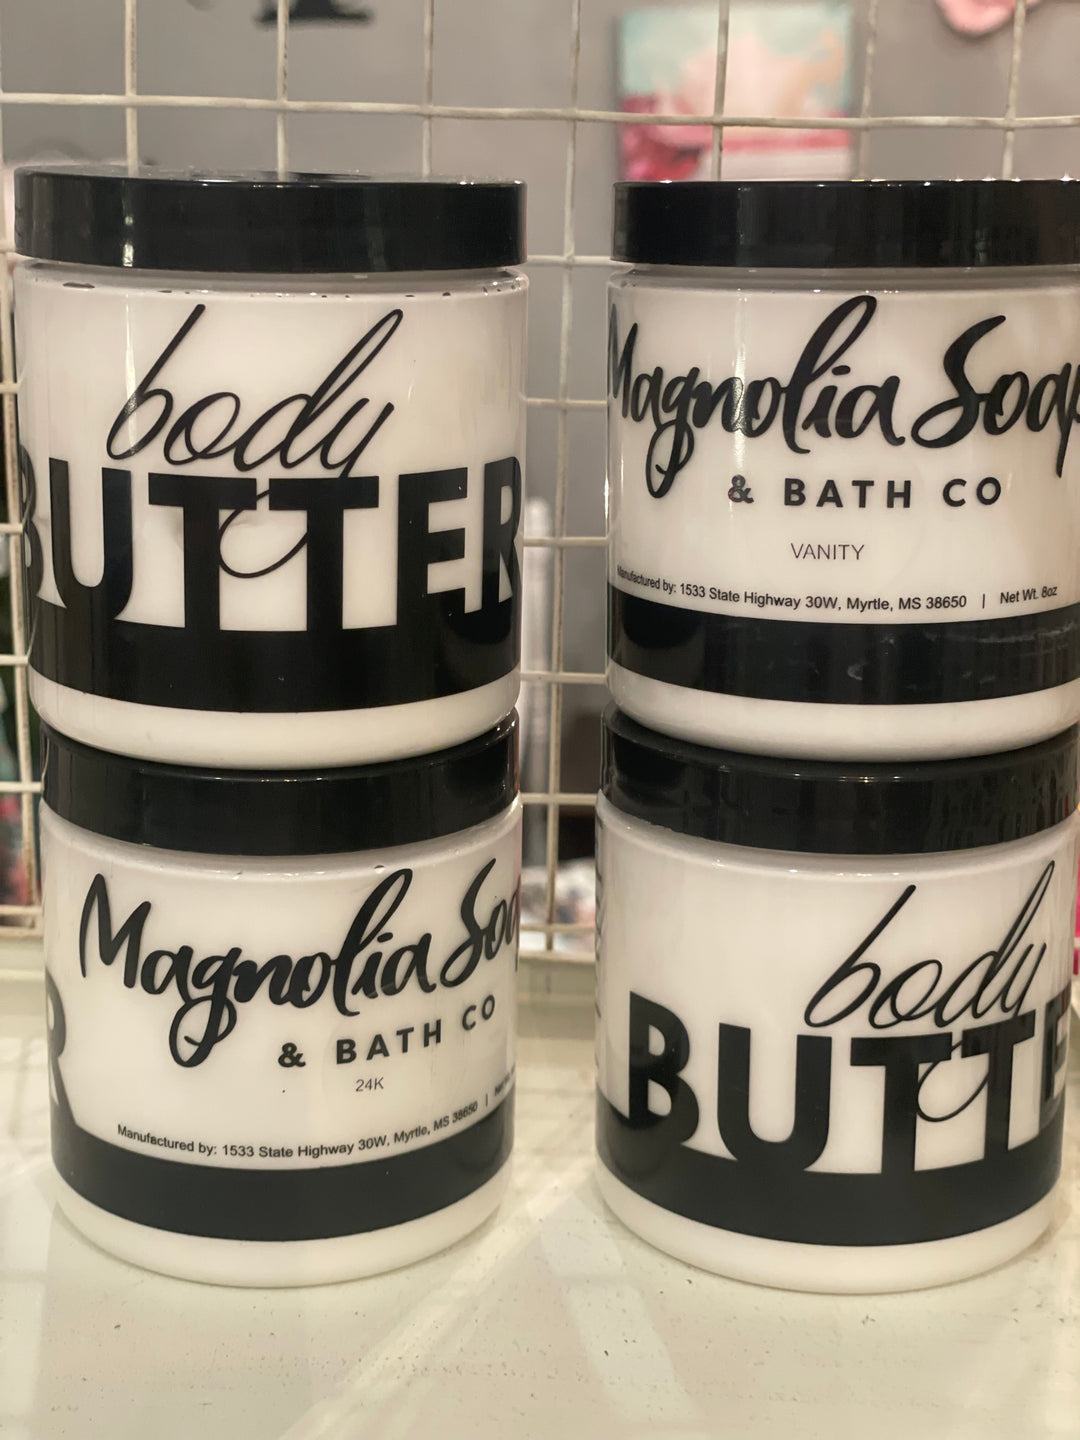 body
BUTTER
Magnolia Soap
& BATH CO
VANITY
Manufactured by: 1533 State Highway 30W, Myrtle, MS 38650 | Net Wt. 8oz
Magnolia Soa
& BATH CO
24K
Manufactured by: 1533 State Highway 30W, Myrtle, MS 38650 |
body
BUTTE